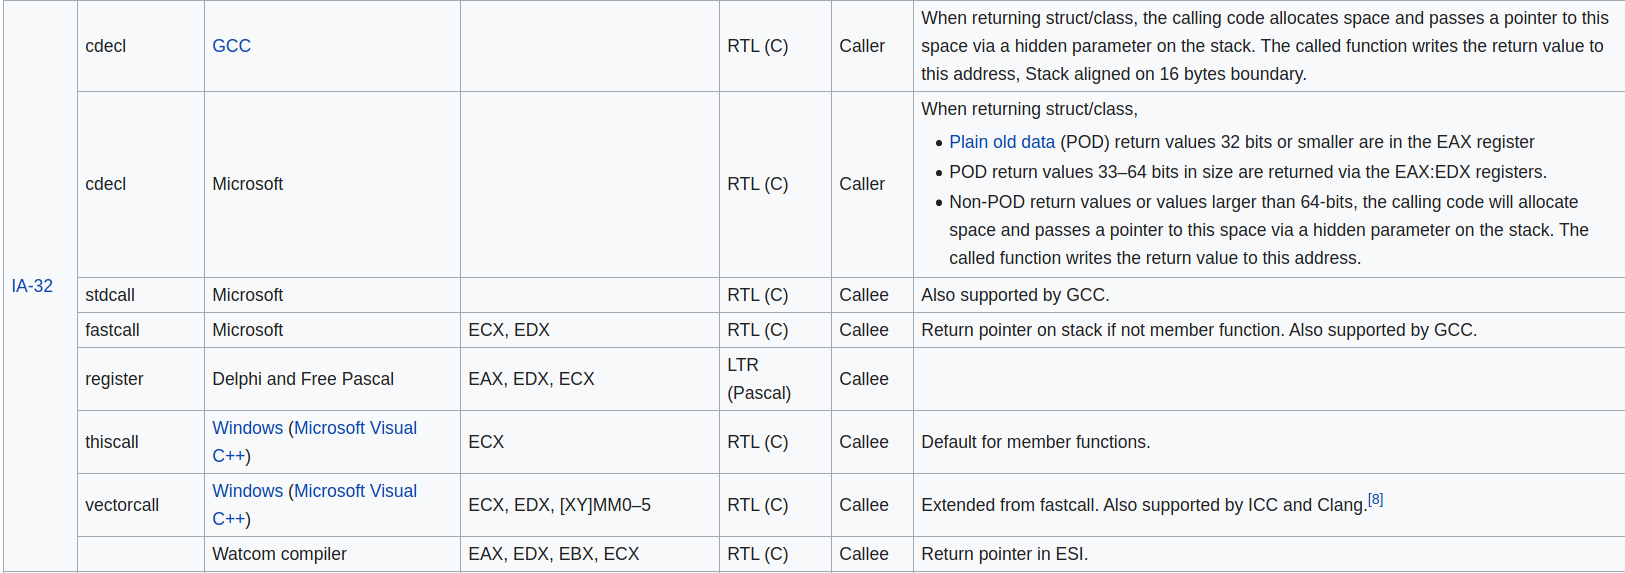 IA-32
cdecl
GCC
RTL (C)
Caller
When returning struct/class, the calling code allocates space and passes a pointer to this
space via a hidden parameter on the stack. The called function writes the return value to
this address, Stack aligned on 16 bytes boundary.
cdecl
Microsoft
RTL (C)
Caller
When returning struct/class,
• Plain old data (POD) return values 32 bits or smaller are in the EAX register
• POD return values 33–64 bits in size are returned via the EAX:EDX registers.
• Non-POD return values or values larger than 64-bits, the calling code will allocate
space and passes a pointer to this space via a hidden parameter on the stack. The
called function writes the return value to this address.
stdcall
Microsoft
RTL (C)
Callee
Also supported by GCC.
fastcall
Microsoft
ECX, EDX
RTL (C)
Callee
Return pointer on stack if not member function. Also supported by GCC.
register
Delphi and Free Pascal
EAX, EDX, ECX
LTR
(Pascal)
Callee
thiscall
Windows (Microsoft Visual
C++)
ECX
RTL (C)
Callee
Default for member functions.
vectorcall
Windows (Microsoft Visual
C++)
ECX, EDX, [XY]MM0–5
RTL (C)
Callee
Extended from fastcall. Also supported by ICC and Clang.[8]
Watcom compiler
EAX, EDX, EBX, ECX
RTL (C)
Callee
Return pointer in ESI.